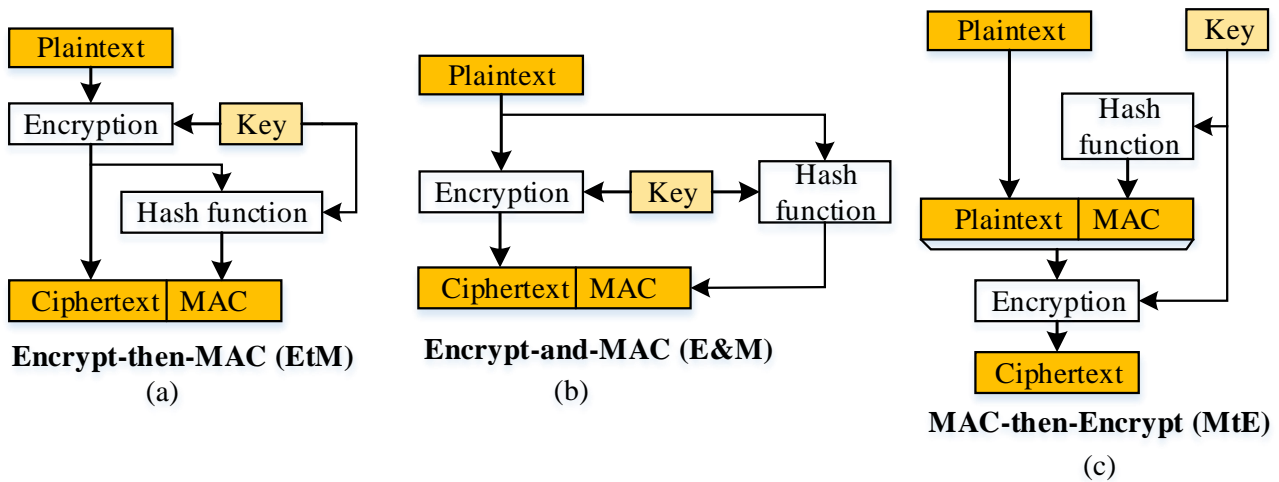 Plaintext
Encryption
Key
Hash function
Ciphertext
MAC
Encrypt-then-MAC (EtM)
(a)
Plaintext
Encryption
Key
Hash
function
Ciphertext
MAC
Encrypt-and-MAC (E&M)
(b)
Plaintext
Key
Hash
function
Plaintext
MAC
Encryption
Ciphertext
MAC-then-Encrypt (MtE)
(c)